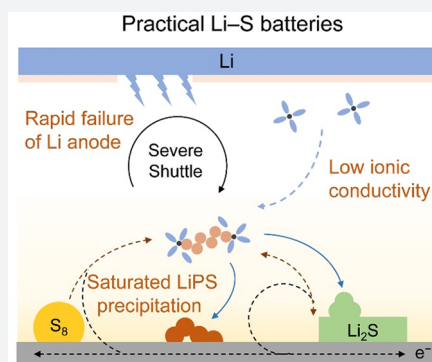 Practical Li–S batteries
Li
Rapid failure
of Li anode
Severe
Shuttle
Low ionic
conductivity
Saturated LiPS
precipitation
S₈
Li₂S
e⁻